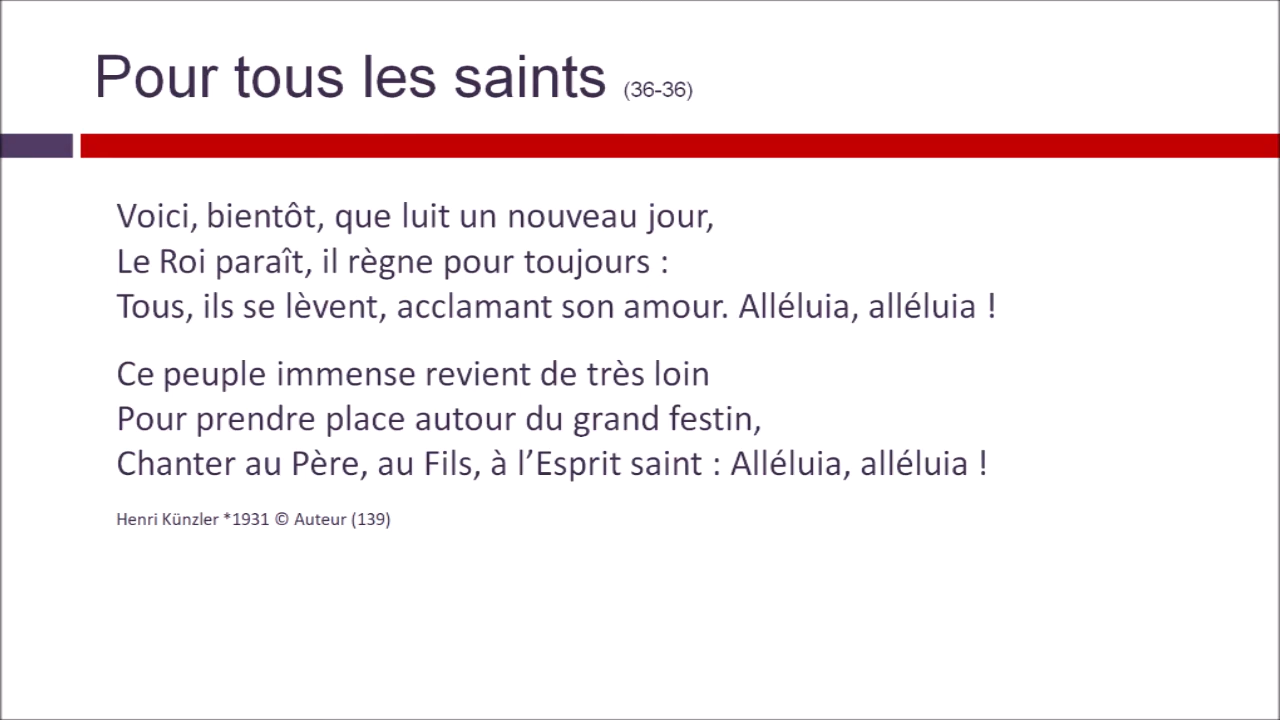 Pour tous les saints (36-36)
Voici, bientôt, que luit un nouveau jour,
Le Roi paraît, il règne pour toujours :
Tous, ils se lèvent, acclamant son amour. Alléluia, alléluia !
Ce peuple immense revient de très loin
Pour prendre place autour du grand festin,
Chanter au Père, au Fils, à l’Esprit saint : Alléluia, alléluia !
Henri Künzler *1931 © Auteur (139)